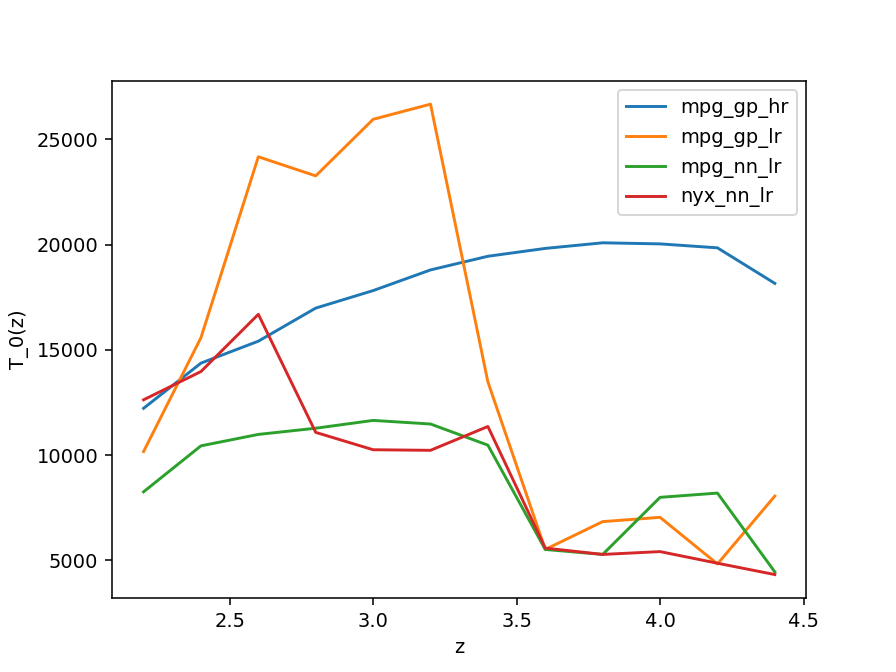 mpg_gp_hr
mpg_gp_lr
mpg_nn_lr
nyx_nn_lr
25000
20000
15000
10000
5000
T_0(z)
2.5 3.0 3.5 4.0 4.5
z